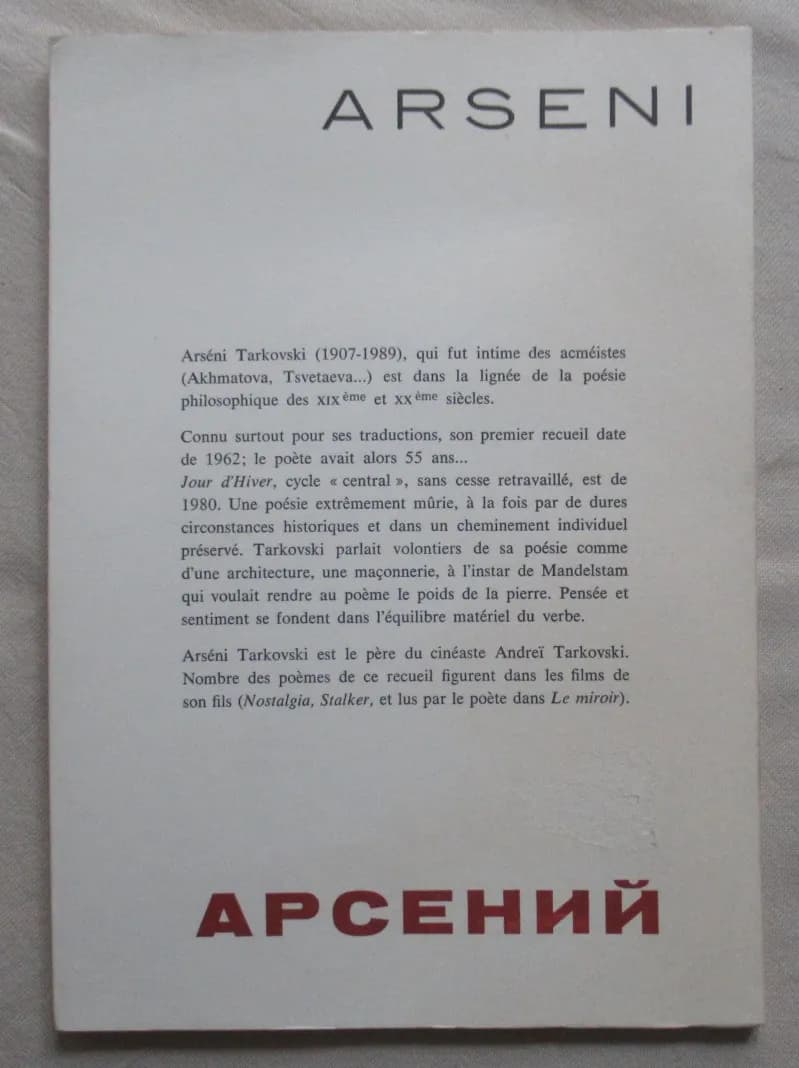 ARSENI
Arséni Tarkovski (1907-1989), qui fut intime des acméistes
(Akhmatova, Tsvetaeva...) est dans la lignée de la poésie
philosophique des XIXème et XXème siècles.
Connu surtout pour ses traductions, son premier recueil date
de 1962; le poète avait alors 55 ans...
Jour d'Hiver, cycle « central », sans cesse retravaillé, est de
1980. Une poésie extrêmement mûrie, à la fois par de dures
circonstances historiques et dans un cheminement individuel
préservé. Tarkovski parlait volontiers de sa poésie comme
d'une architecture, une maçonnerie, à l'instar de Mandelstam
qui voulait rendre au poème le poids de la pierre. Pensée et
sentiment se fondent dans l'équilibre matériel du verbe.
Arséni Tarkovski est le père du cinéaste Andreï Tarkovski.
Nombre des poèmes de ce recueil figurent dans les films de
son fils (Nostalgia, Stalker, et lus par le poète dans Le miroir).
АРСЕНИЙ